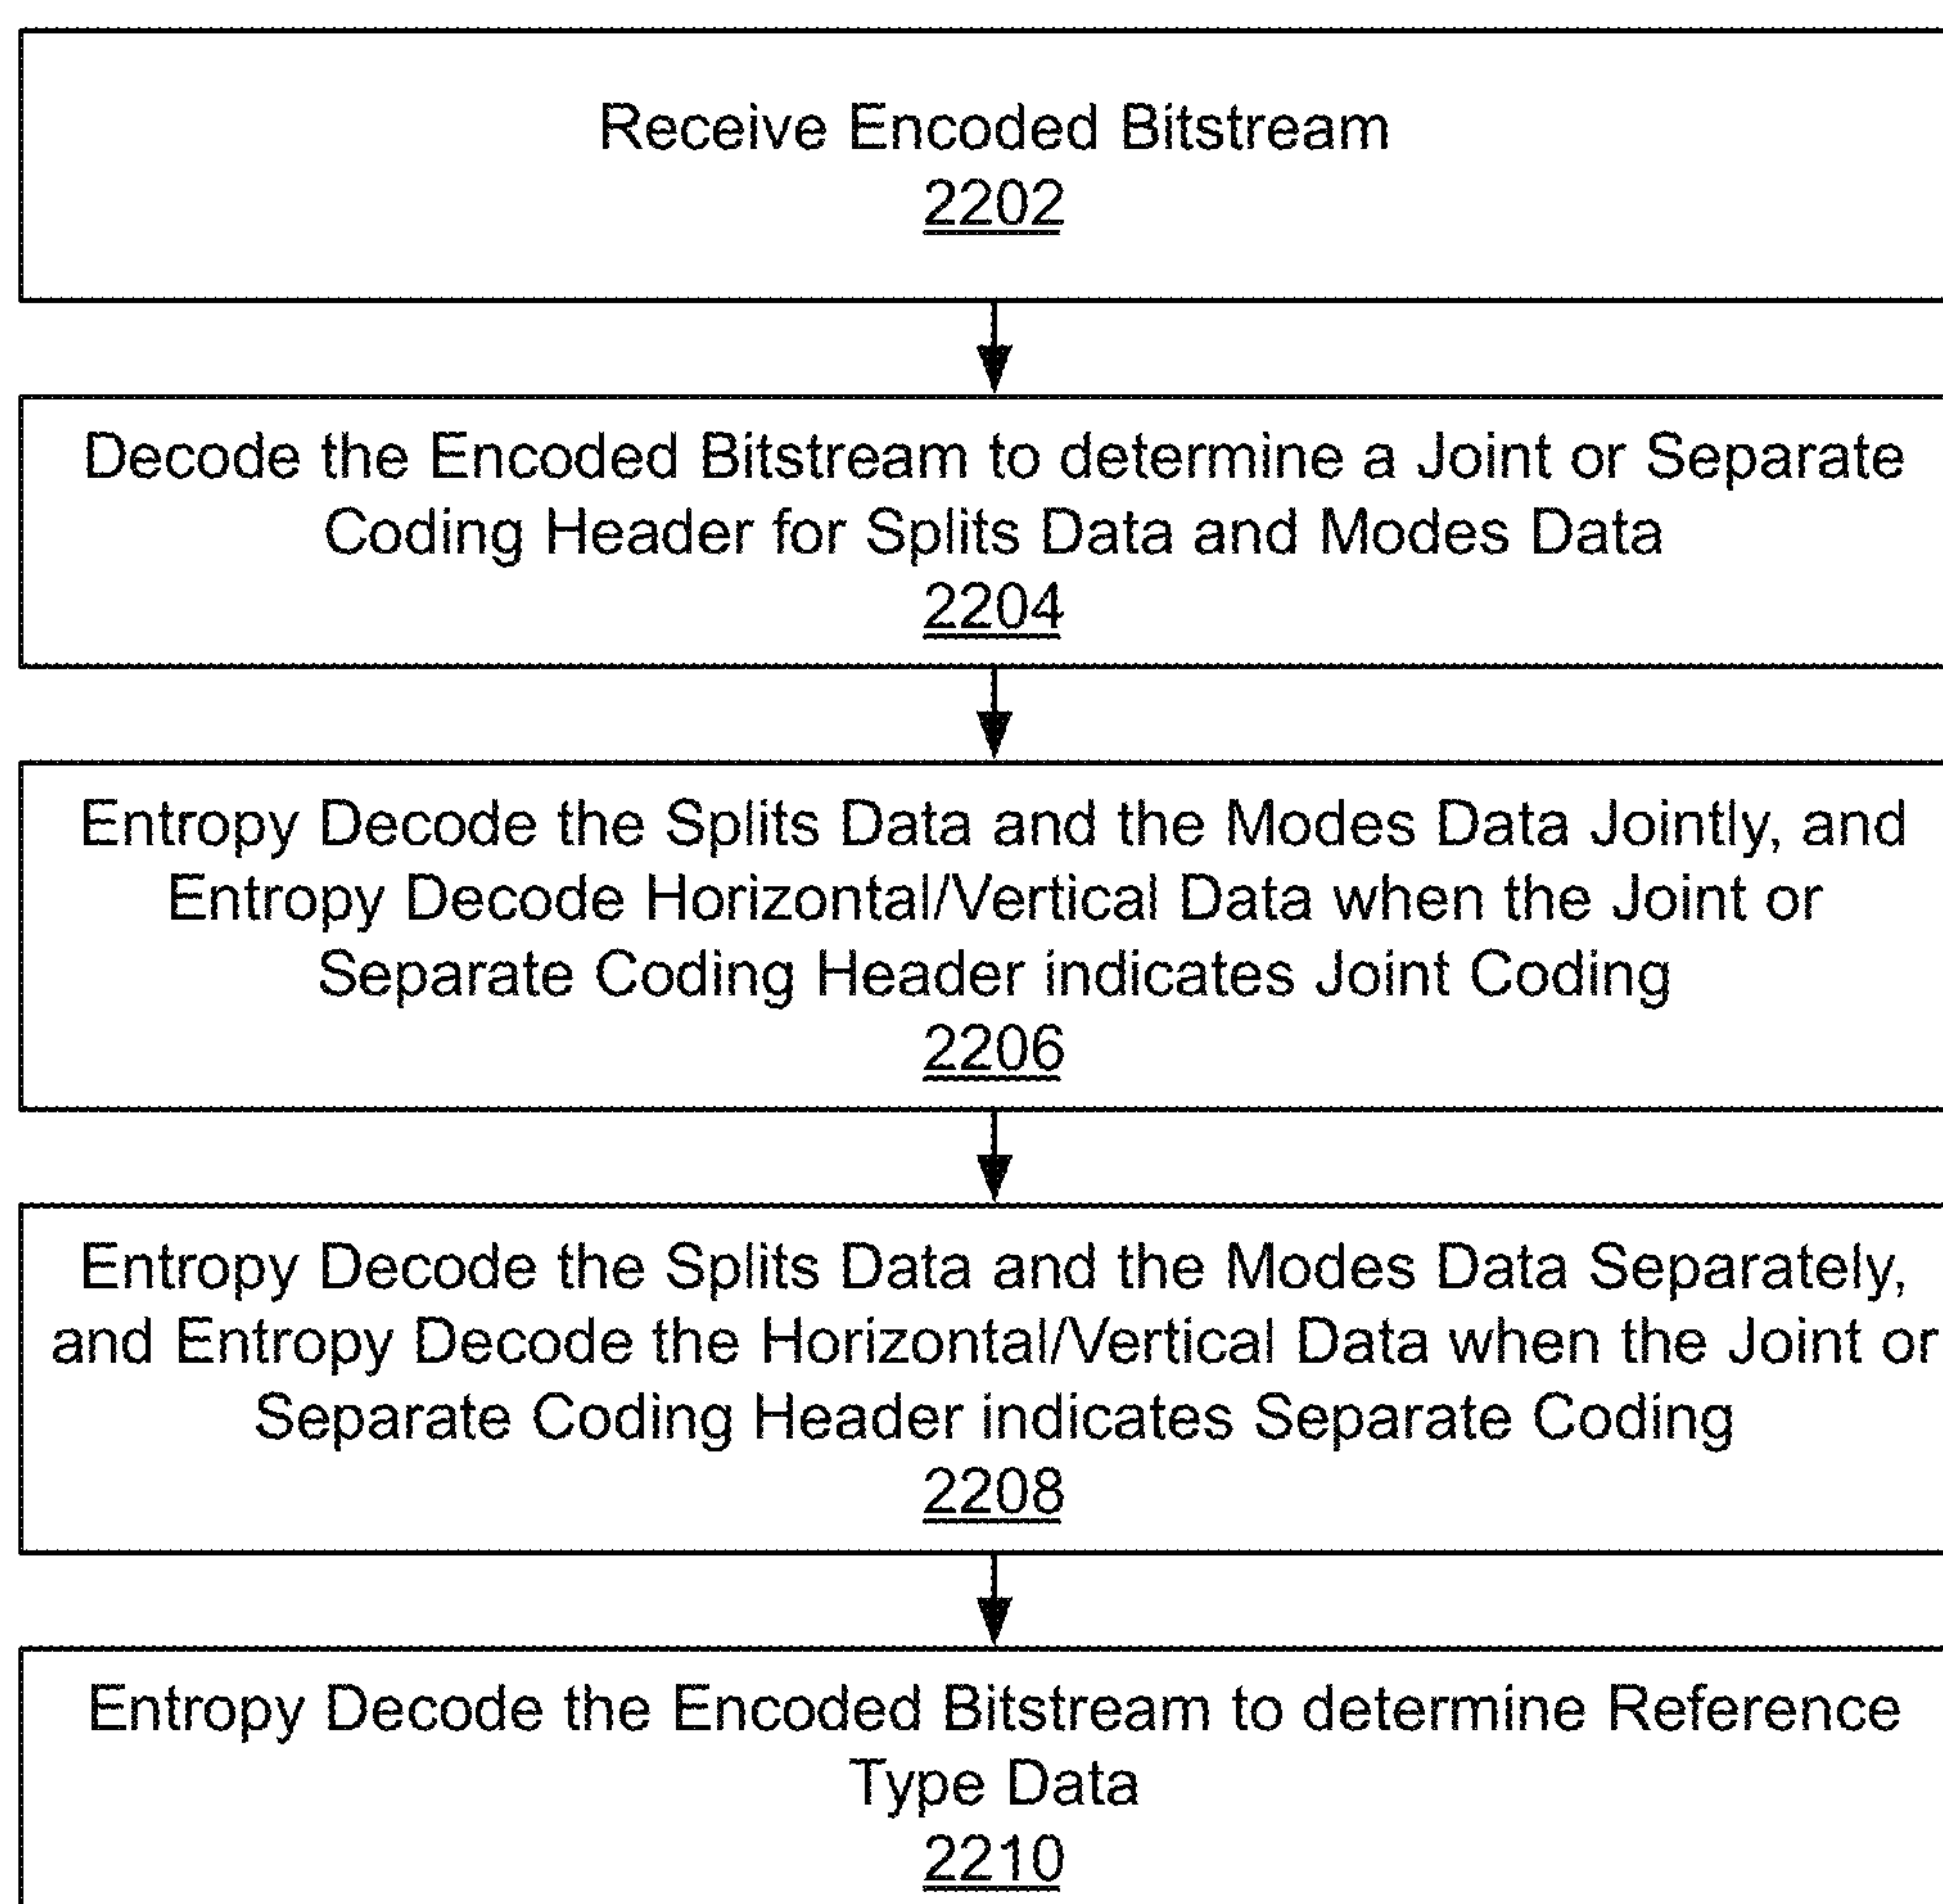 Receive Encoded Bitstream
2202
Decode the Encoded Bitstream to determine a Joint or Separate
Coding Header for Splits Data and Modes Data
2204
Entropy Decode the Splits Data and the Modes Data Jointly, and
Entropy Decode Horizontal/Vertical Data when the Joint or
Separate Coding Header indicates Joint Coding
2206
Entropy Decode the Splits Data and the Modes Data Separately,
and Entropy Decode the Horizontal/Vertical Data when the Joint or
Separate Coding Header indicates Separate Coding
2208
Entropy Decode the Encoded Bitstream to determine Reference
Type Data
2210